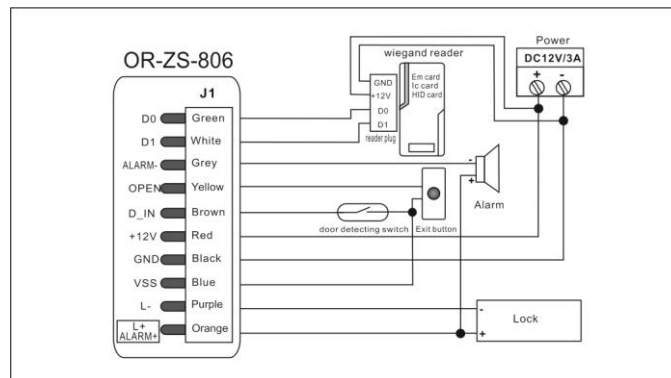 OR-ZS-806
J1
D0 Green
D1 White
ALARM- Grey
OPEN Yellow
D_IN Brown
+12V Red
GND Black
VSS Blue
L- Purple
L+
ALARM+ Orange
wiegand reader
GND
+12V
D0
D1
reader plug
Em card
Ic card
HID card
Power
DC12V/3A
+ -
-
+
Alarm
door detecting switch
Exit button
-
+
Lock